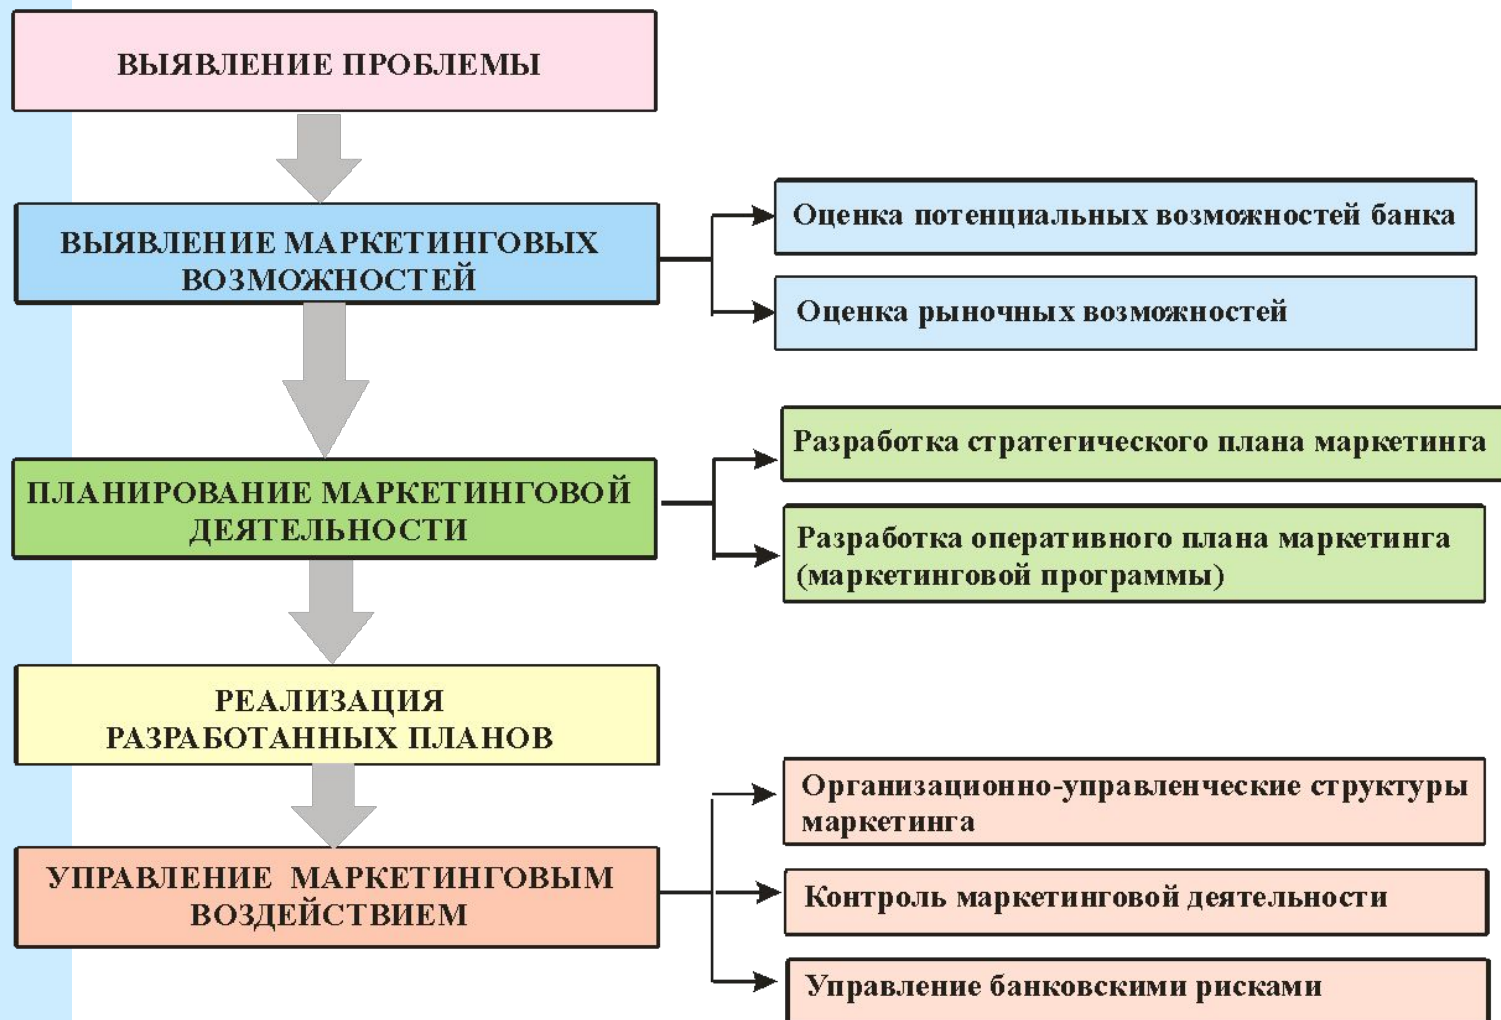 ВЫЯВЛЕНИЕ ПРОБЛЕМЫ
ВЫЯВЛЕНИЕ МАРКЕТИНГОВЫХ
ВОЗМОЖНОСТЕЙ
Оценка потенциальных возможностей банка
Оценка рыночных возможностей
ПЛАНИРОВАНИЕ МАРКЕТИНГОВОЙ
ДЕЯТЕЛЬНОСТИ
Разработка стратегического плана маркетинга
Разработка оперативного плана маркетинга
(маркетинговой программы)
РЕАЛИЗАЦИЯ
РАЗРАБОТАННЫХ ПЛАНОВ
УПРАВЛЕНИЕ МАРКЕТИНГОВЫМ
ВОЗДЕЙСТВИЕМ
Организационно-управленческие структуры
маркетинга
Контроль маркетинговой деятельности
Управление банковскими рисками